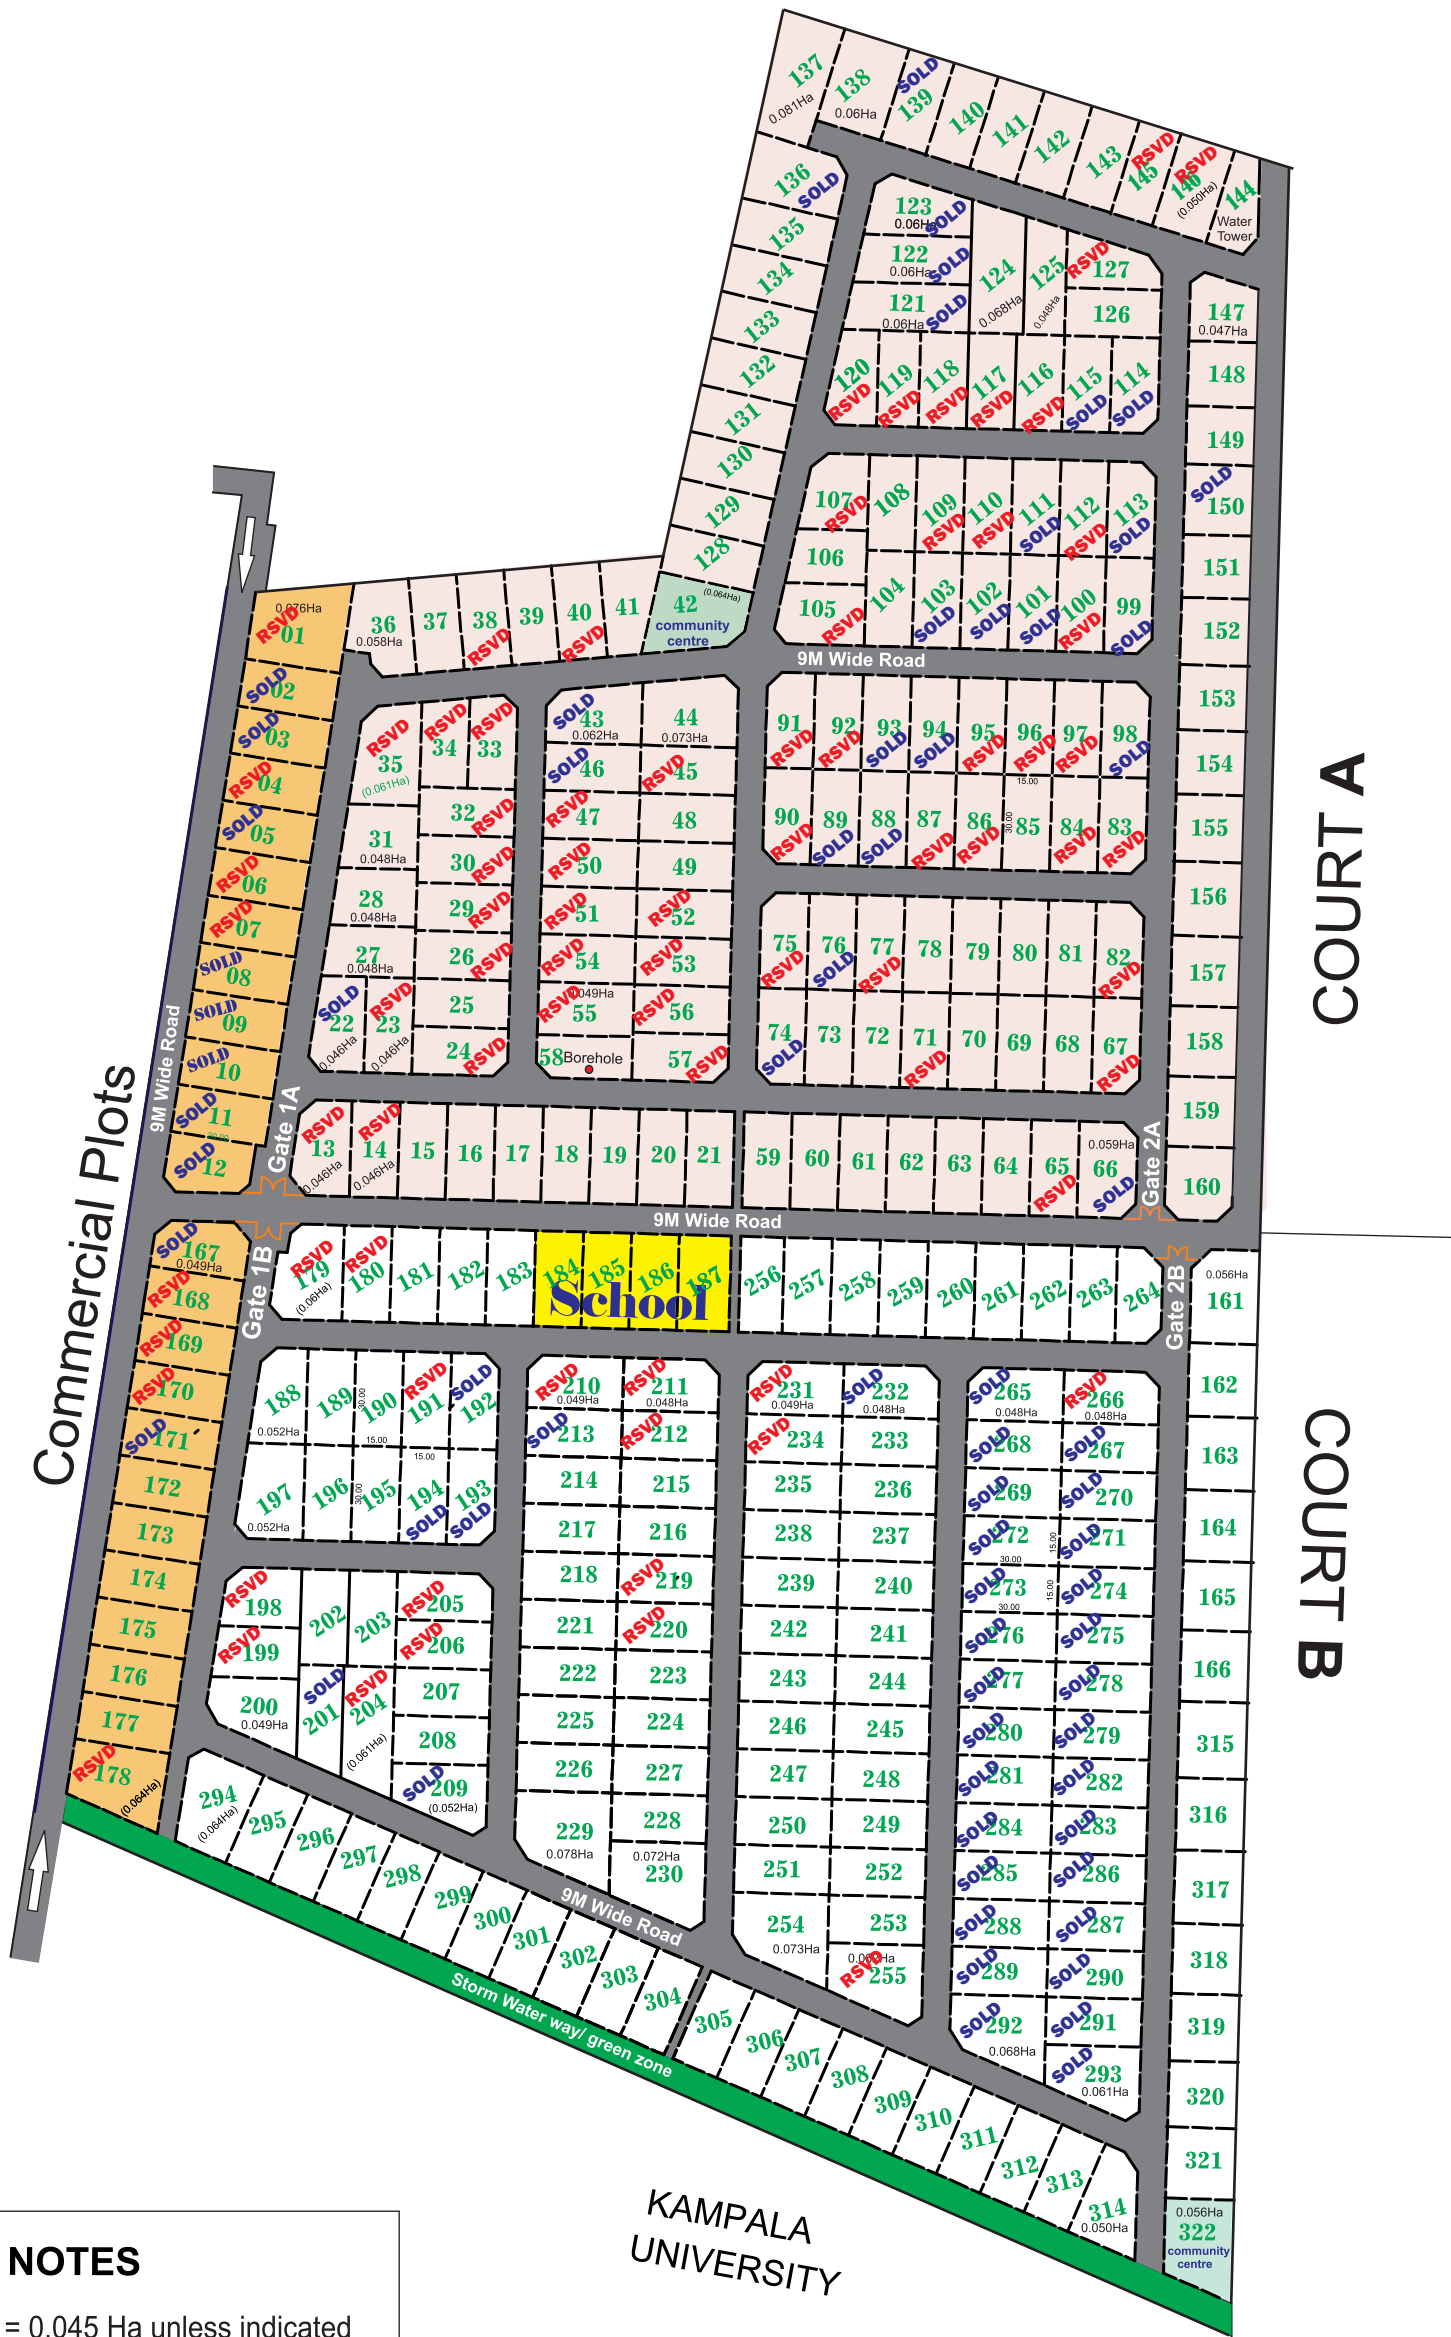 137
0.081Ha
138
0.06Ha
SOLD
139
140
141
142
143
RSVD
145
RSVD
146
(0.050Ha)
144
Water
Tower
136
SOLD
135
134
133
132
131
130
129
128
123
0.06Ha
SOLD
122
0.06Ha
SOLD
121
0.06Ha
SOLD
124
0.068Ha
125
0.048Ha
RSVD
127
126
120
RSVD
119
RSVD
118
RSVD
117
RSVD
116
RSVD
115
SOLD
114
SOLD
147
0.047Ha
148
149
SOLD
150
151
152
153
154
155
156
157
158
159
160
107
RSVD
108
109
RSVD
110
RSVD
111
SOLD
112
RSVD
113
SOLD
106
105
RSVD
104
103
SOLD
102
SOLD
101
SOLD
100
RSVD
99
SOLD
9M Wide Road
0.076Ha
RSVD
01
SOLD
02
SOLD
03
RSVD
04
SOLD
05
RSVD
06
RSVD
07
SOLD
08
SOLD
09
SOLD
10
SOLD
11
30.00
SOLD
12
36
0.058Ha
37
38
RSVD
39
40
RSVD
41
42
(0.064Ha)
community
centre
RSVD
35
(0.061Ha)
RSVD
34
RSVD
33
31
0.048Ha
32
RSVD
30
RSVD
28
0.048Ha
29
RSVD
27
0.048Ha
26
RSVD
SOLD
22
0.046Ha
RSVD
23
0.046Ha
25
24
RSVD
SOLD
43
0.062Ha
44
0.073Ha
SOLD
46
RSVD
45
RSVD
47
48
RSVD
50
49
RSVD
51
RSVD
52
RSVD
54
RSVD
53
0.049Ha
RSVD
55
RSVD
56
58
Borehole
57
RSVD
91
RSVD
92
RSVD
93
SOLD
94
SOLD
95
RSVD
96
RSVD
97
RSVD
98
SOLD
15.00
90
RSVD
89
SOLD
88
SOLD
87
RSVD
86
RSVD
30.00
85
84
RSVD
83
RSVD
75
RSVD
76
SOLD
77
RSVD
78
79
80
81
82
RSVD
74
SOLD
73
72
71
RSVD
70
69
68
67
RSVD
COURT A
9M Wide Road
Commercial Plots
Gate 1A
RSVD
13
0.046Ha
RSVD
14
0.046Ha
15
16
17
18
19
20
21
59
60
61
62
63
64
65
RSVD
0.059Ha
66
SOLD
Gate 2A
9M Wide Road
SOLD
167
0.049Ha
RSVD
168
RSVD
169
RSVD
170
SOLD
171
172
173
174
175
176
177
RSVD
178
(0.064Ha)
Gate 1B
RSVD
179
(0.06Ha)
RSVD
180
181
182
183
184
185
186
187
School
256
257
258
259
260
261
262
263
264
Gate 2B
0.056Ha
161
162
163
164
165
166
315
316
317
318
319
320
321
0.056Ha
322
community
centre
COURT B
188
0.052Ha
189
30.00
190
15.00
RSVD
191
15.00
SOLD
192
197
0.052Ha
196
30.00
195
194
SOLD
193
SOLD
RSVD
198
RSVD
199
200
0.049Ha
202
203
SOLD
201
RSVD
204
(0.061Ha)
RSVD
205
RSVD
206
207
208
SOLD
209
(0.052Ha)
RSVD
210
0.049Ha
RSVD
211
0.048Ha
SOLD
213
RSVD
212
214
215
217
216
218
RSVD
219
221
RSVD
220
222
223
225
224
226
227
229
0.078Ha
228
0.072Ha
230
RSVD
231
0.049Ha
SOLD
232
0.048Ha
RSVD
234
233
235
236
238
237
239
240
242
241
243
244
246
245
247
248
250
249
251
252
254
0.073Ha
253
RSVD
255
SOLD
265
0.048Ha
RSVD
266
0.048Ha
SOLD
268
SOLD
267
SOLD
269
SOLD
270
SOLD
272
30.00
15.00
SOLD
271
SOLD
273
30.00
15.00
SOLD
274
SOLD
276
SOLD
275
SOLD
277
SOLD
278
SOLD
280
SOLD
279
SOLD
281
SOLD
282
SOLD
284
SOLD
283
SOLD
285
SOLD
286
SOLD
288
SOLD
287
SOLD
289
SOLD
290
SOLD
292
0.068Ha
SOLD
291
SOLD
293
0.061Ha
294
(0.064Ha)
295
296
297
298
299
300
301
302
303
304
305
306
307
308
309
310
311
312
313
314
0.050Ha
9M Wide Road
Storm Water way/ green zone
KAMPALA
UNIVERSITY
NOTES
= 0.045 Ha unless indicated